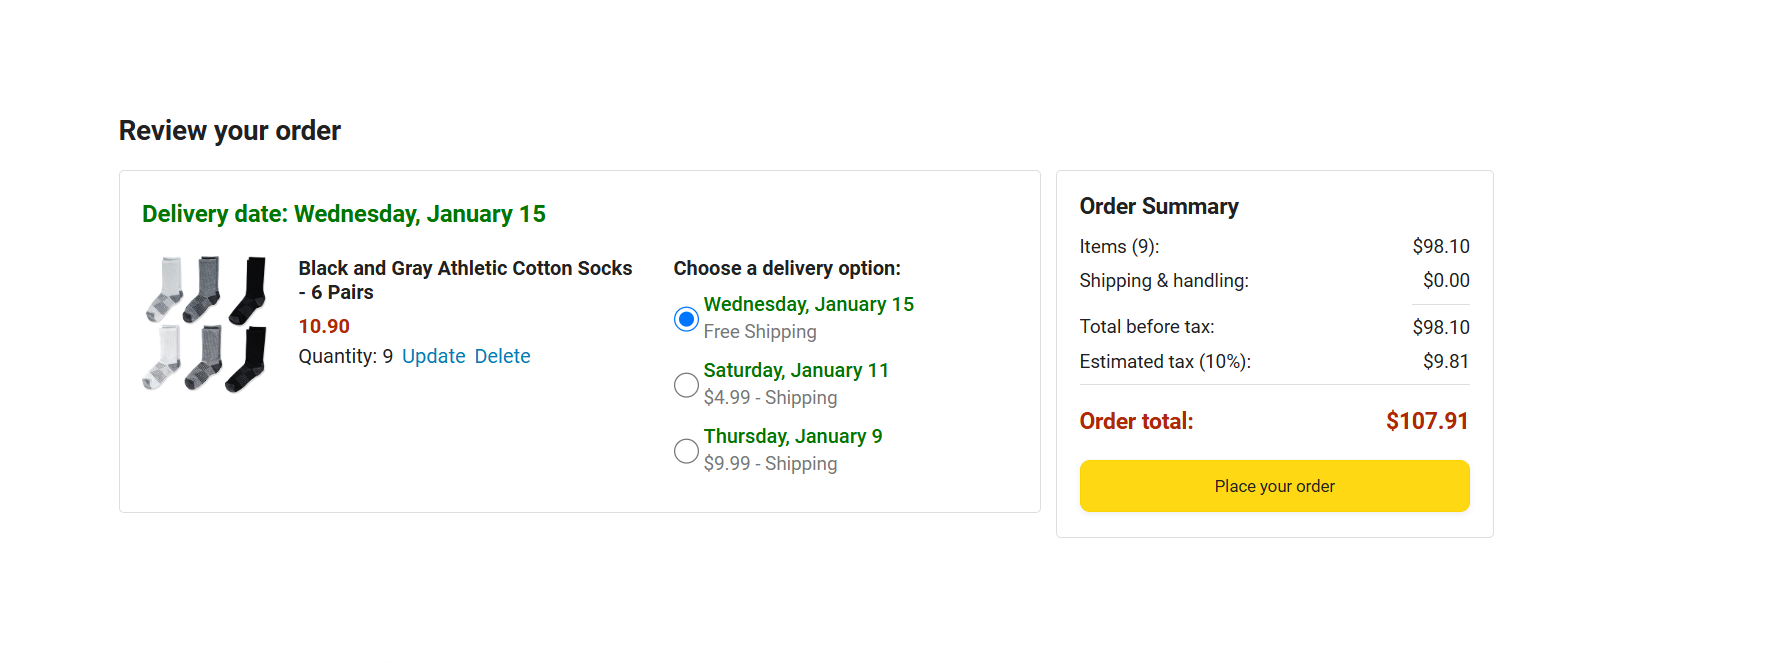 Review your order
Delivery date: Wednesday, January 15
Black and Gray Athletic Cotton Socks
- 6 Pairs
10.90
Quantity: 9 Update Delete
Choose a delivery option:
Wednesday, January 15
Free Shipping
Saturday, January 11
$4.99 - Shipping
Thursday, January 9
$9.99 - Shipping
Order Summary
Items (9): $98.10
Shipping & handling: $0.00
Total before tax: $98.10
Estimated tax (10%): $9.81
Order total: $107.91
Place your order